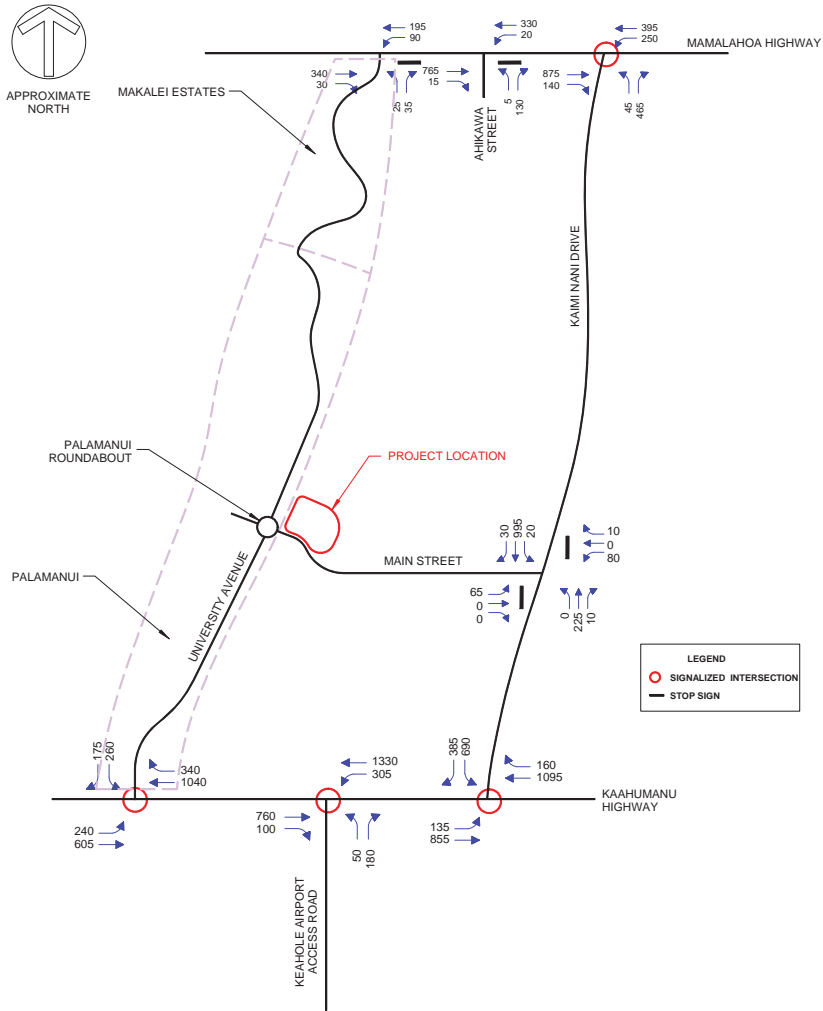 195
90
330
20
395
250
MAMALAHOA HIGHWAY
APPROXIMATE
NORTH
MAKALEI ESTATES
340
30
25
35
765
15
AHIKAWA
STREET
5
130
875
140
45
465
KAIMI NANI DRIVE
PALAMANUI
ROUNDABOUT
PROJECT LOCATION
UNIVERSITY AVENUE
MAIN STREET
30
995
20
10
0
80
65
0
0
0
225
10
PALAMANUI
LEGEND
SIGNALIZED INTERSECTION
STOP SIGN
175
260
340
1040
1330
305
385
690
160
1095
KAAHUMANU
HIGHWAY
240
605
760
100
50
180
135
855
KEAHOLE AIRPORT
ACCESS ROAD